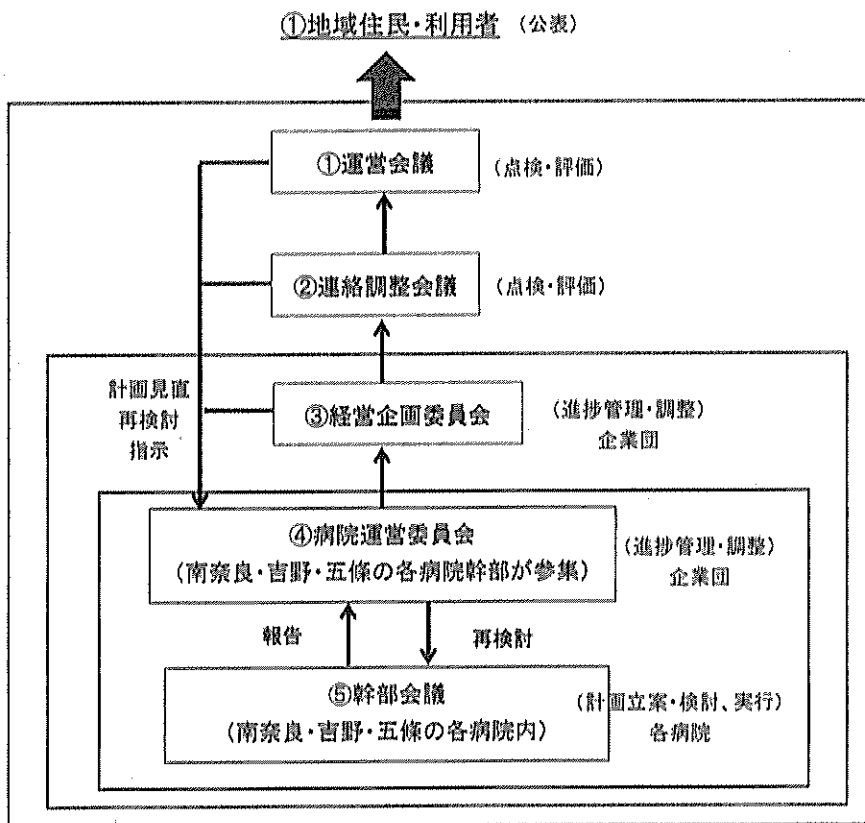 ①地域住民・利用者 (公表)
①運営会議 (点検・評価)
②連絡調整会議 (点検・評価)
計画見直
再検討
指示
③経営企画委員会 (進捗管理・調整)
企業団
④病院運営委員会
(南奈良・吉野・五條の各病院幹部が参集)
(進捗管理・調整)
企業団
報告 再検討
⑤幹部会議
(南奈良・吉野・五條の各病院内)
(計画立案・検討、実行)
各病院